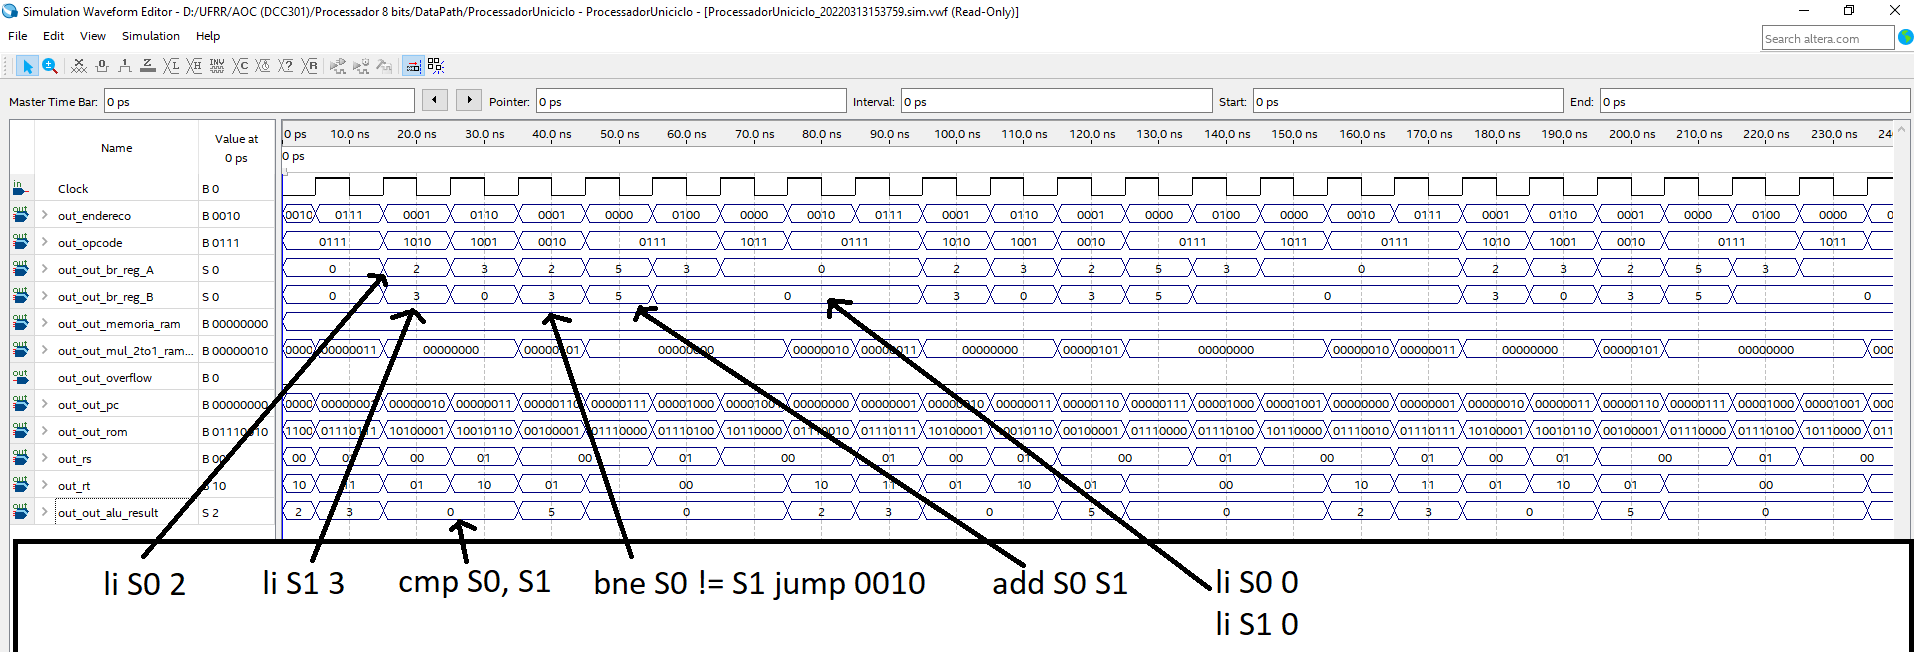 Simulation Waveform Editor - D:/UFRR/AOC (DCC301)/Processador 8 bits/DataPath/ProcessadorUniciclo - ProcessadorUniciclo - [ProcessadorUniciclo_20220313153759.sim.vwf (Read-Only)]
File Edit View Simulation Help
Search altera.com
Master Time Bar: 0 ps Pointer: 0 ps Interval: 0 ps Start: 0 ps End: 0 ps
Name Value at 0 ps
0 ps 10.0 ns 20.0 ns 30.0 ns 40.0 ns 50.0 ns 60.0 ns 70.0 ns 80.0 ns 90.0 ns 100.0 ns 110.0 ns 120.0 ns 130.0 ns 140.0 ns 150.0 ns 160.0 ns 170.0 ns 180.0 ns 190.0 ns 200.0 ns 210.0 ns 220.0 ns 230.0 ns 24
0 ps
Clock B 0
out_endereco B 0010 0010 0111 0001 0110 0001 0000 0100 0000 0010 0111 0001 0110 0001 0000 0100 0000 0010 0111 0001 0110 0001 0000 0100 0000 0
out_opcode B 0111 0111 1010 1001 0010 0111 1011 0111 1010 1001 0010 0111 1011 0111 1010 1001 0010 0111 1011
out_out_br_reg_A S 0 0 2 3 2 5 3 0 2 3 2 5 3 0 2 3 2 5 3
out_out_br_reg_B S 0 0 3 0 3 5 0 3 0 3 5 0 3 0 3 5 0
out_out_memoria_ram B 00000000
out_out_mul_2to1_ram... B 00000010 0000 00000011 00000000 00000101 00000000 00000010 00000011 00000000 00000101 00000000 00000010 00000011 00000000 00000101 00000000 000
out_out_overflow B 0
out_out_pc B 00000000 0000 00000001 00000010 00000011 00000110 00000111 00001000 00001001 00000000 00000001 00000010 00000011 00000110 00000111 00001000 00001001 00000000 00000001 00000010 00000011 00000110 00000111 00001000 00001001 000
out_out_rom B 01110010 1100 01110111 10100001 10010110 00100001 01110000 01110100 10110000 01110010 01110111 10100001 10010110 00100001 01110000 01110100 10110000 01110010 01110111 10100001 10010110 00100001 01110000 01110100 10110000 011
out_rs B 00 00 01 00 01 00 01 00 01 00 01 00 01 00 01 00 01 00 01 00
out_rt B 10 10 11 01 10 01 00 10 11 01 10 01 00 10 11 01 10 01 00
out_out_alu_result S 2 2 3 0 5 0 2 3 0 5 0 2 3 0 5 0
li S0 2 li S1 3 cmp S0, S1 bne S0 != S1 jump 0010 add S0 S1 li S0 0
li S1 0